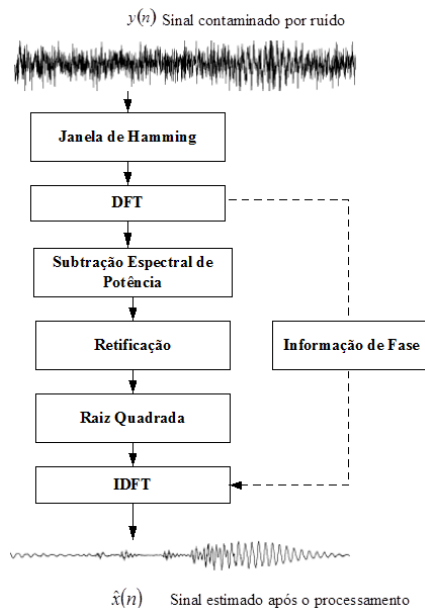 y(n) Sinal contaminado por ruído
Janela de Hamming
DFT
Subtração Espectral de
Potência
Retificação
Informação de Fase
Raiz Quadrada
IDFT
x̂(n) Sinal estimado após o processamento